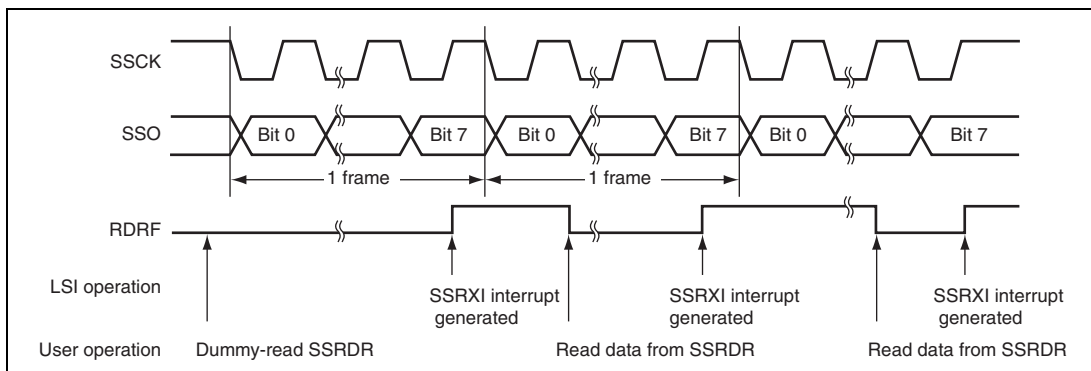 SSCK
SSO
Bit 0
Bit 7
Bit 0
Bit 7
Bit 0
Bit 7
1 frame
1 frame
RDRF
LSI operation
SSRXI interrupt
generated
SSRXI interrupt
generated
SSRXI interrupt
generated
User operation
Dummy-read SSRDR
Read data from SSRDR
Read data from SSRDR